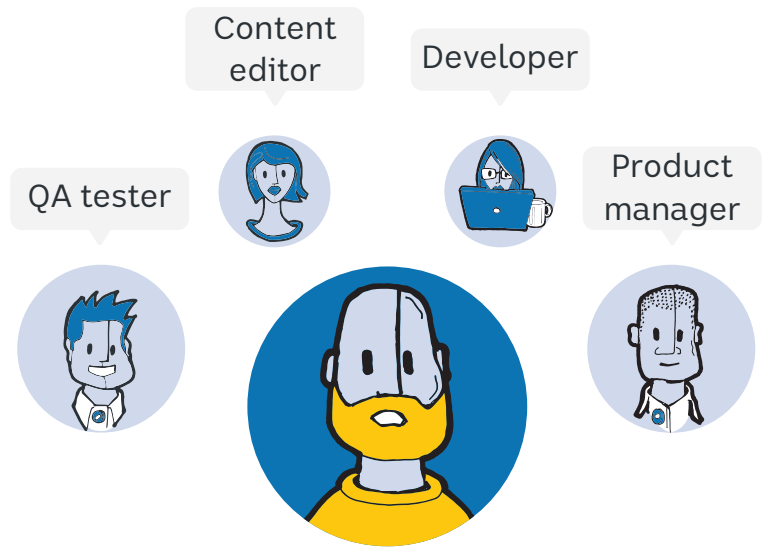 Content
editor
Developer
QA tester
Product
manager